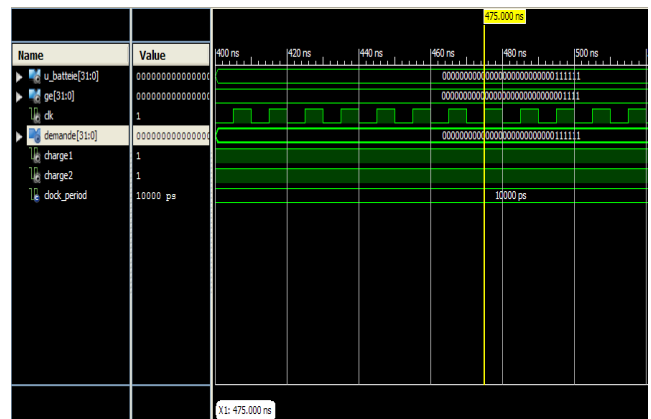 475.000 ns
Name Value 400 ns 420 ns 440 ns 460 ns 480 ns 500 ns
u_batteie[31:0] 000000000000000 00000000000000000000000000111111
ge[31:0] 000000000000000 00000000000000000000000000011111
clk 1
demande[31:0] 000000000000000 00000000000000000000000000111111
charge1 1
charge2 1
clock_period 10000 ps 10000 ps
X1: 475.000 ns